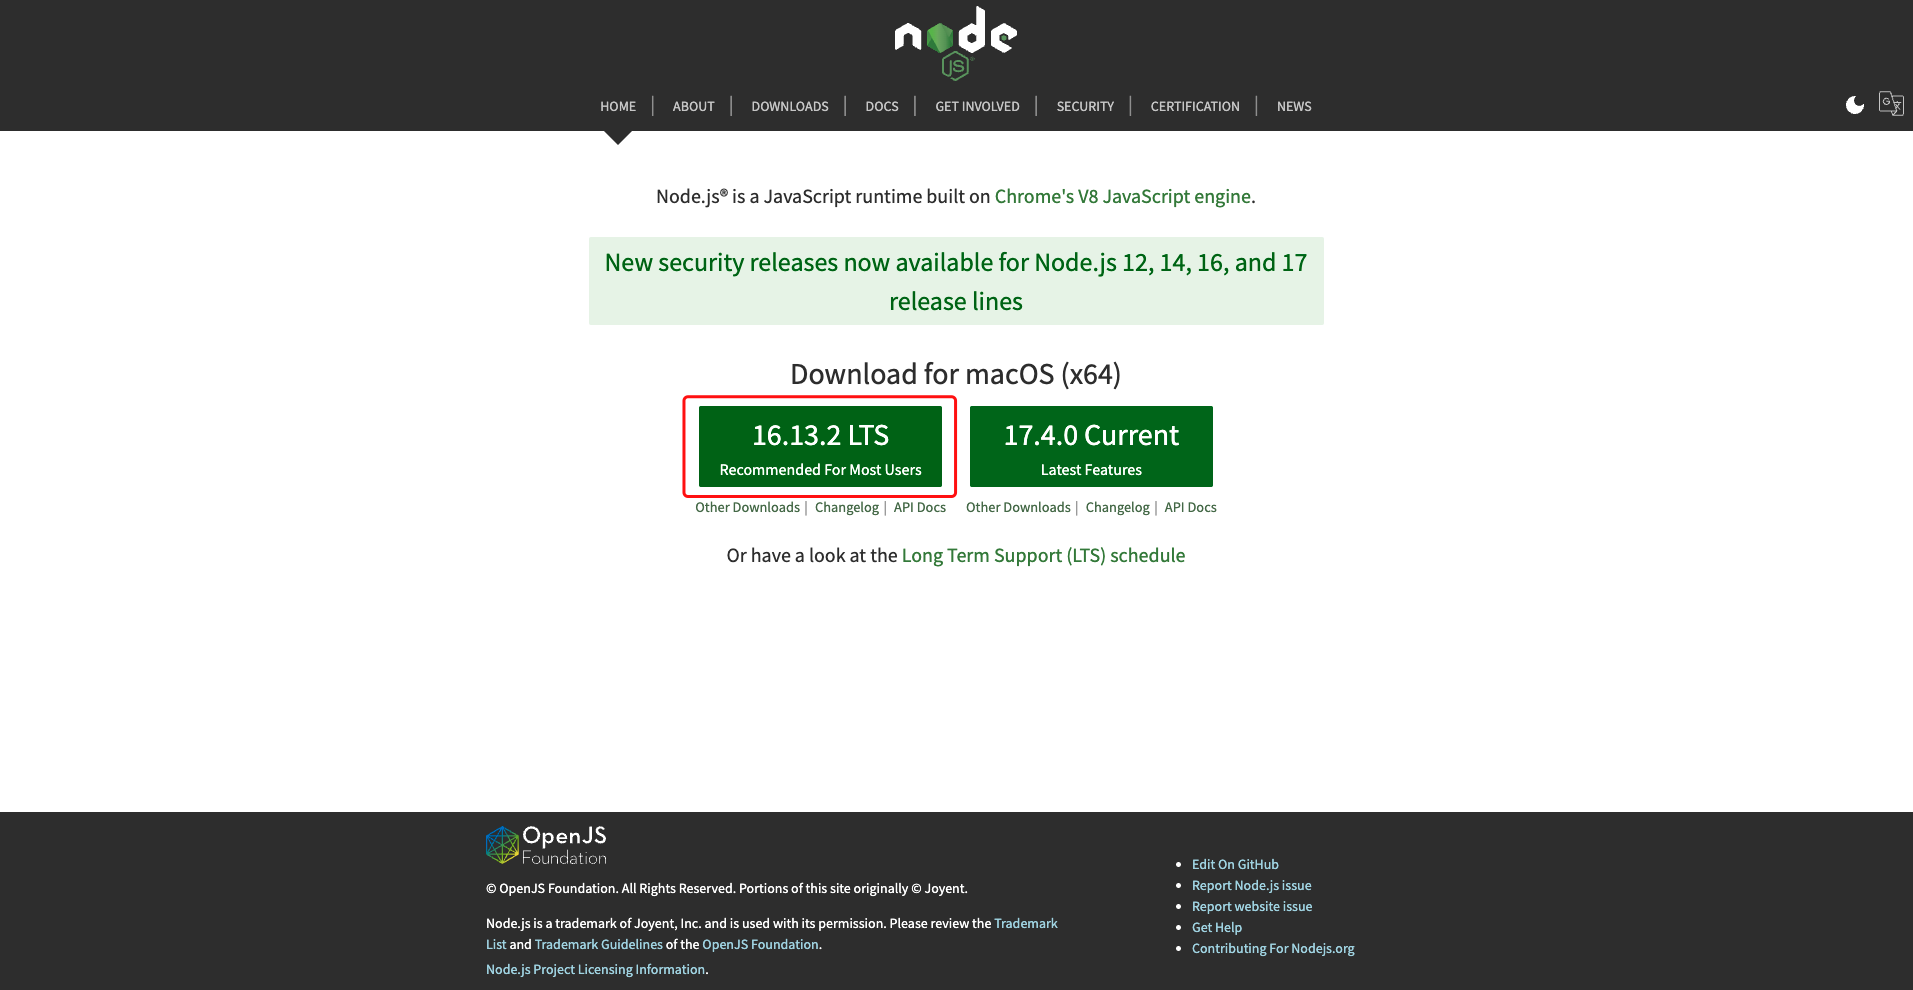 node
JS
HOME | ABOUT | DOWNLOADS | DOCS | GET INVOLVED | SECURITY | CERTIFICATION | NEWS
Node.js® is a JavaScript runtime built on Chrome's V8 JavaScript engine.
New security releases now available for Node.js 12, 14, 16, and 17
release lines
Download for macOS (x64)
16.13.2 LTS
Recommended For Most Users
17.4.0 Current
Latest Features
Other Downloads | Changelog | API Docs
Other Downloads | Changelog | API Docs
Or have a look at the Long Term Support (LTS) schedule
OpenJS
Foundation
© OpenJS Foundation. All Rights Reserved. Portions of this site originally © Joyent.
Node.js is a trademark of Joyent, Inc. and is used with its permission. Please review the Trademark
List and Trademark Guidelines of the OpenJS Foundation.
Node.js Project Licensing Information.
Edit On GitHub
Report Node.js issue
Report website issue
Get Help
Contributing For Nodejs.org